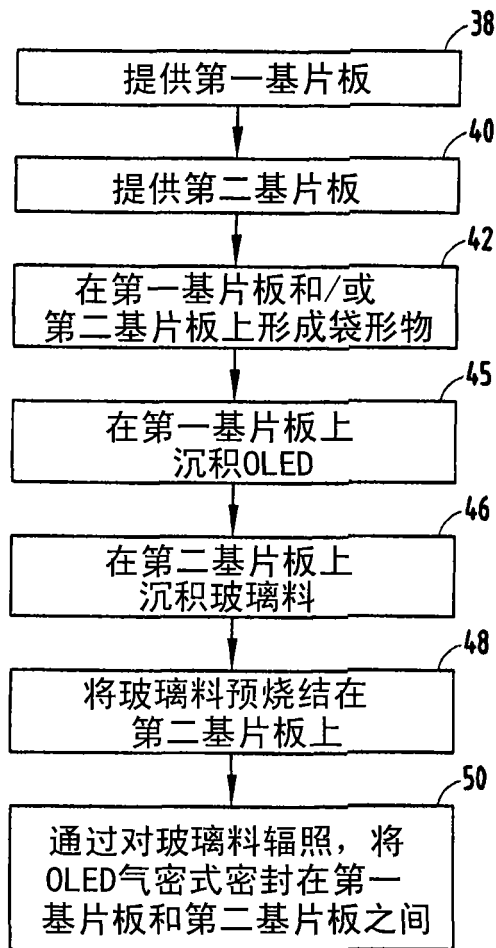 38
提供第一基片板
40
提供第二基片板
42
在第一基片板和/或
第二基片板上形成袋形物
45
在第一基片板上
沉积OLED
46
在第二基片板上
沉积玻璃料
48
将玻璃料预烧结在
第二基片板上
50
通过对玻璃料辐照，将
OLED气密式密封在第一
基片板和第二基片板之间